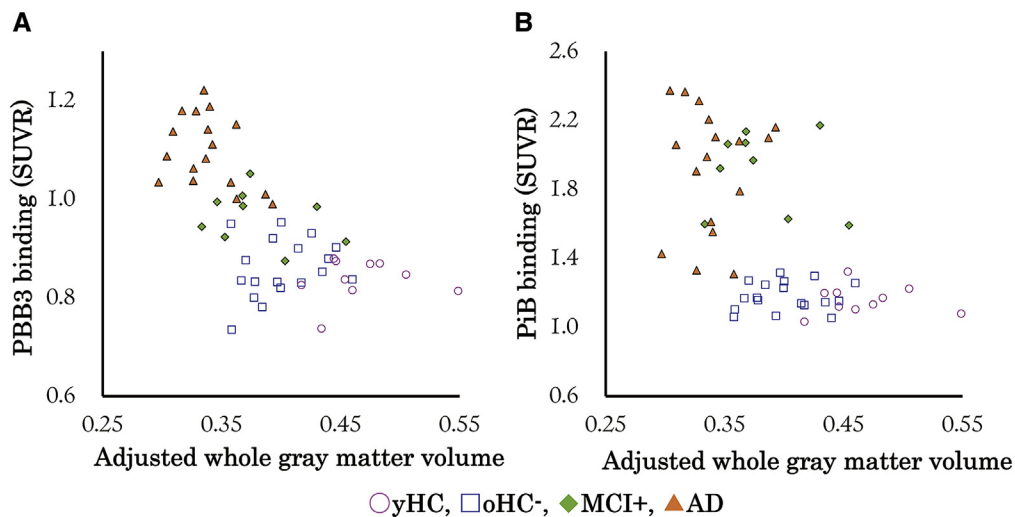 A
B
PBB3 binding (SUVR)
1.2
1.0
0.8
0.6
0.25
0.35
0.45
0.55
Adjusted whole gray matter volume
PiB binding (SUVR)
2.6
2.2
1.8
1.4
1.0
0.6
0.25
0.35
0.45
0.55
Adjusted whole gray matter volume
yHC, oHC-, MCI+, AD